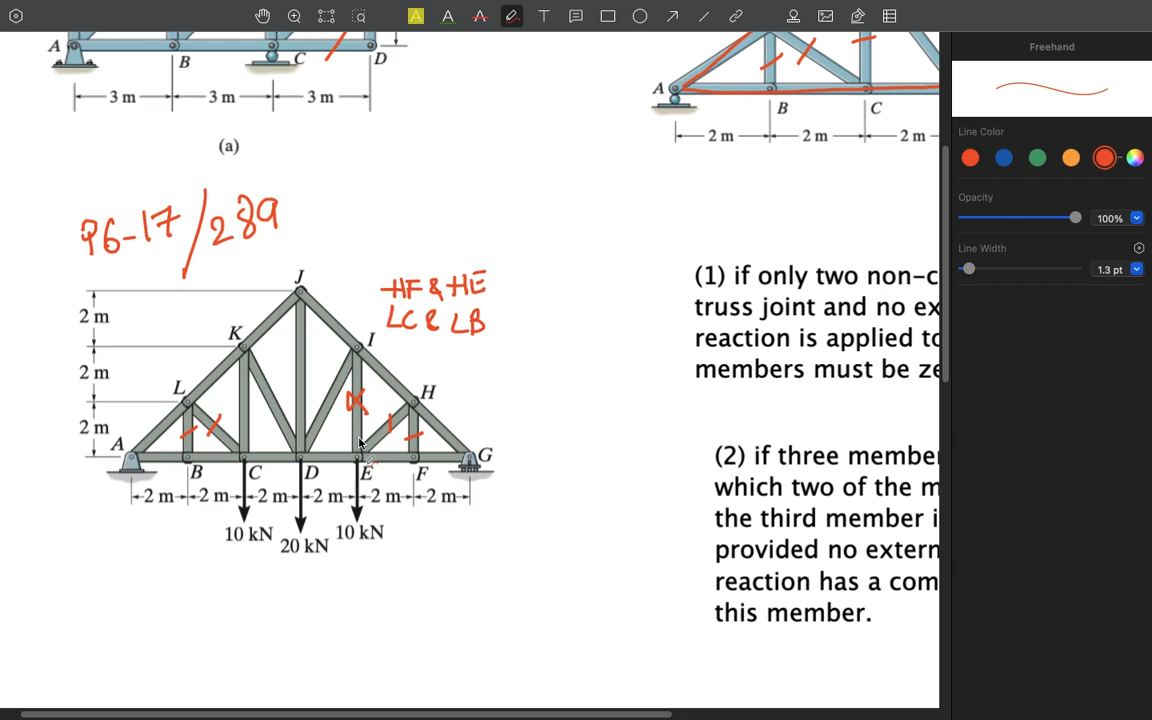 A
T
Freehand
A
B
C
D
3 m
3 m
3 m
(a)
A
B
C
2 m
2 m
2 m
Line Color
Opacity
100%
Line Width
1.3 pt
P6-17/289
J
HF & HE
LC & LB
2 m
K
I
2 m
L
H
2 m
A
G
B
C
D
E
F
2 m
2 m
2 m
2 m
2 m
2 m
10 kN
20 kN
10 kN
(1) if only two non-c
truss joint and no ex
reaction is applied to
members must be ze
(2) if three member
which two of the m
the third member i
provided no extern
reaction has a com
this member.